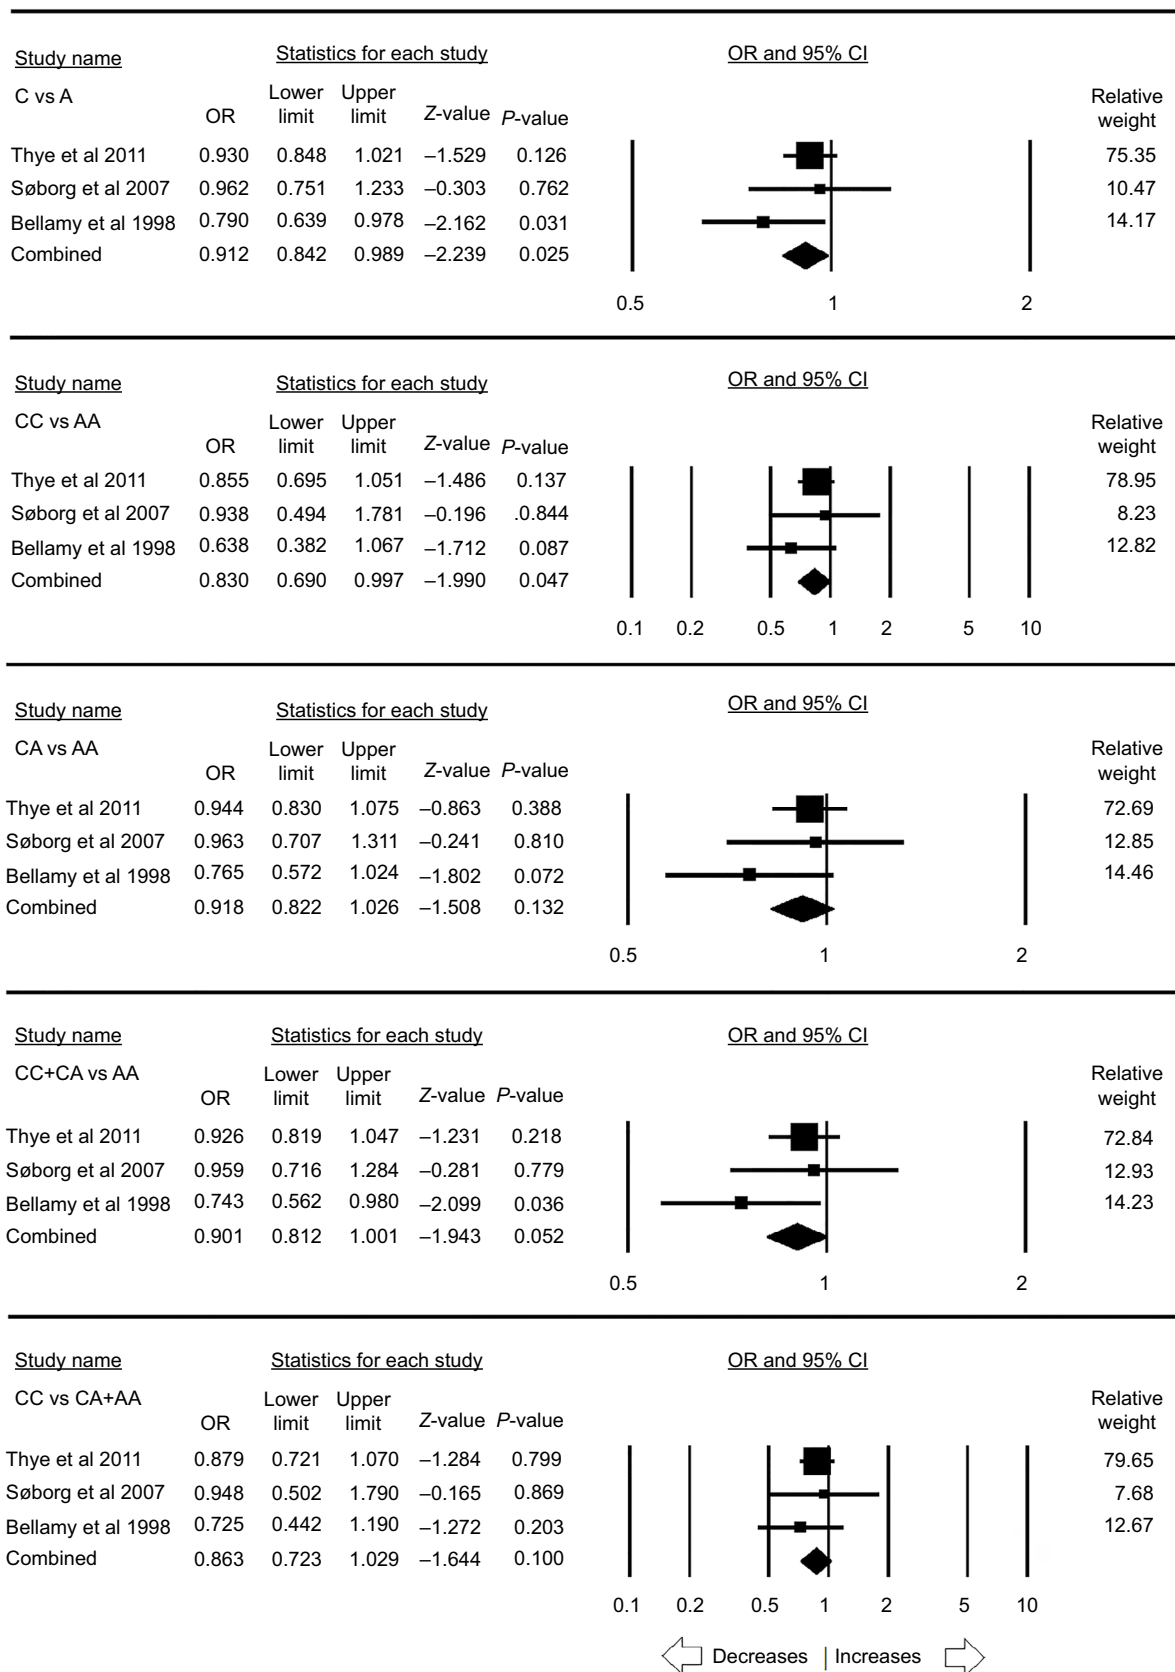 Study name Statistics for each study OR and 95% CI
C vs A OR Lower limit Upper limit Z-value P-value Relative weight
Thye et al 2011 0.930 0.848 1.021 –1.529 0.126 75.35
Søborg et al 2007 0.962 0.751 1.233 –0.303 0.762 10.47
Bellamy et al 1998 0.790 0.639 0.978 –2.162 0.031 14.17
Combined 0.912 0.842 0.989 –2.239 0.025
0.5 1 2
Study name Statistics for each study OR and 95% CI
CC vs AA OR Lower limit Upper limit Z-value P-value Relative weight
Thye et al 2011 0.855 0.695 1.051 –1.486 0.137 78.95
Søborg et al 2007 0.938 0.494 1.781 –0.196 .0.844 8.23
Bellamy et al 1998 0.638 0.382 1.067 –1.712 0.087 12.82
Combined 0.830 0.690 0.997 –1.990 0.047
0.1 0.2 0.5 1 2 5 10
Study name Statistics for each study OR and 95% CI
CA vs AA OR Lower limit Upper limit Z-value P-value Relative weight
Thye et al 2011 0.944 0.830 1.075 –0.863 0.388 72.69
Søborg et al 2007 0.963 0.707 1.311 –0.241 0.810 12.85
Bellamy et al 1998 0.765 0.572 1.024 –1.802 0.072 14.46
Combined 0.918 0.822 1.026 –1.508 0.132
0.5 1 2
Study name Statistics for each study OR and 95% CI
CC+CA vs AA OR Lower limit Upper limit Z-value P-value Relative weight
Thye et al 2011 0.926 0.819 1.047 –1.231 0.218 72.84
Søborg et al 2007 0.959 0.716 1.284 –0.281 0.779 12.93
Bellamy et al 1998 0.743 0.562 0.980 –2.099 0.036 14.23
Combined 0.901 0.812 1.001 –1.943 0.052
0.5 1 2
Study name Statistics for each study OR and 95% CI
CC vs CA+AA OR Lower limit Upper limit Z-value P-value Relative weight
Thye et al 2011 0.879 0.721 1.070 –1.284 0.799 79.65
Søborg et al 2007 0.948 0.502 1.790 –0.165 0.869 7.68
Bellamy et al 1998 0.725 0.442 1.190 –1.272 0.203 12.67
Combined 0.863 0.723 1.029 –1.644 0.100
0.1 0.2 0.5 1 2 5 10
Decreases Increases